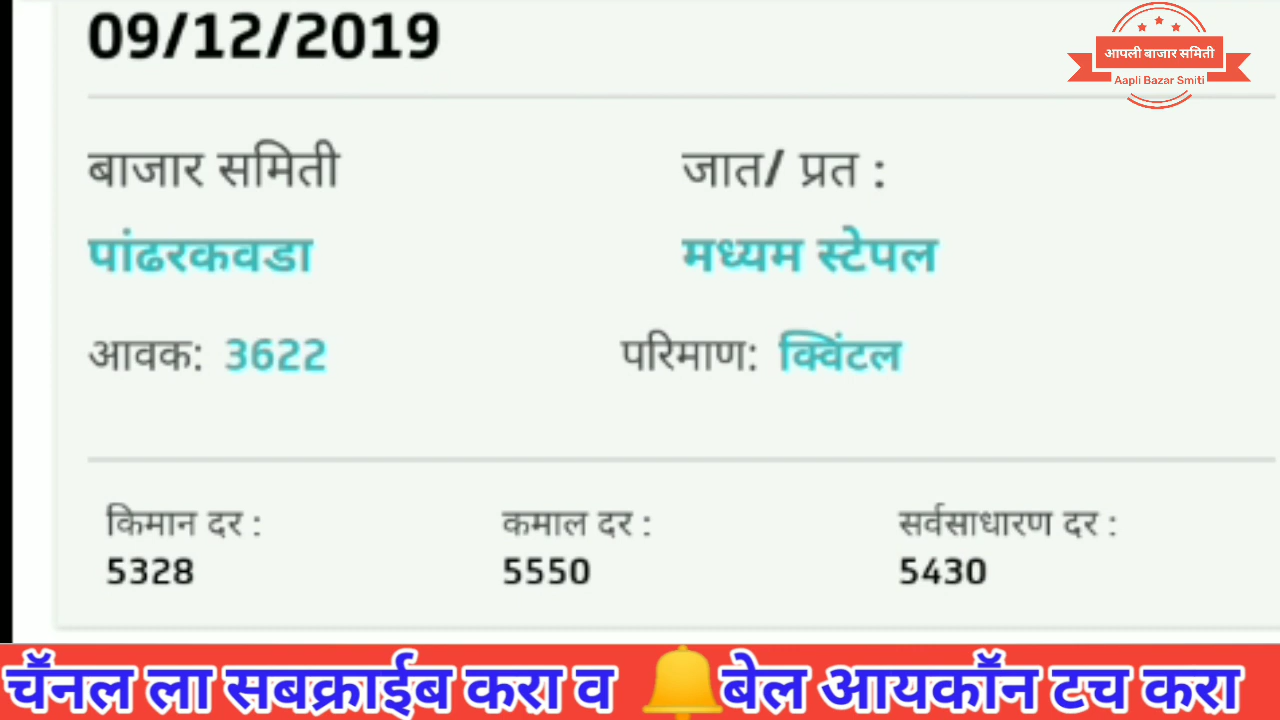 09/12/2019
आपली बाजार समिती
Aapli Bazar Smiti
बाजार समिती
जात/ प्रत :
पांढरकवडा
मध्यम स्टेपल
आवक: 3622
परिमाण: क्विंटल
किमान दर :
कमाल दर :
सर्वसाधारण दर :
5328
5550
5430
चॅंनल ला सबक्राईब करा व 🔔बेल आयकॉंन टच करा